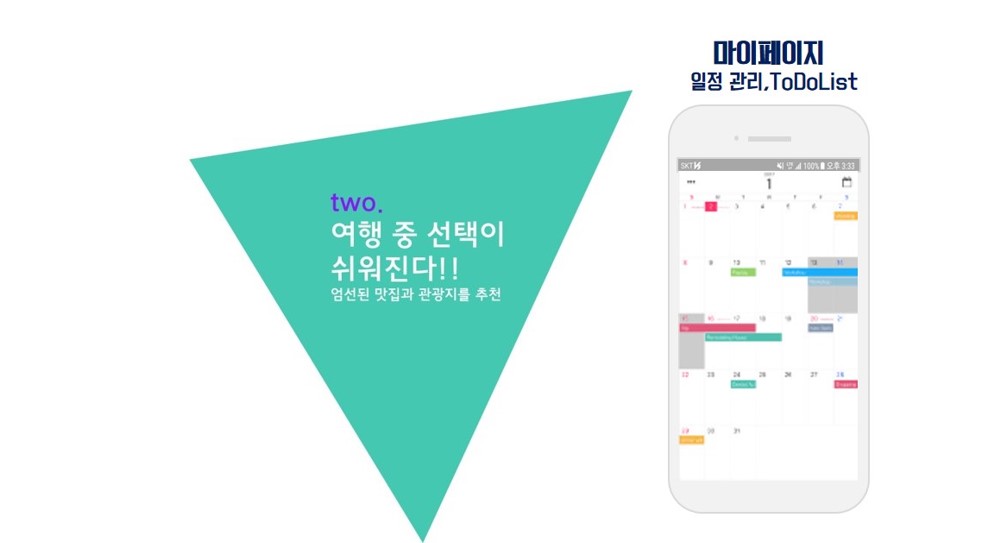 마이페이지
일정 관리,ToDoList
two.
여행 중 선택이
쉬워진다!!
엄선된 맛집과 관광지를 추천
SKT 100% 오후 3:33
1
1 2 3 4 5 6 7
8 9 10 11 12 13 14
15 16 17 18 19 20 21
22 23 24 25 26 27 28
Shopping
29 30 31